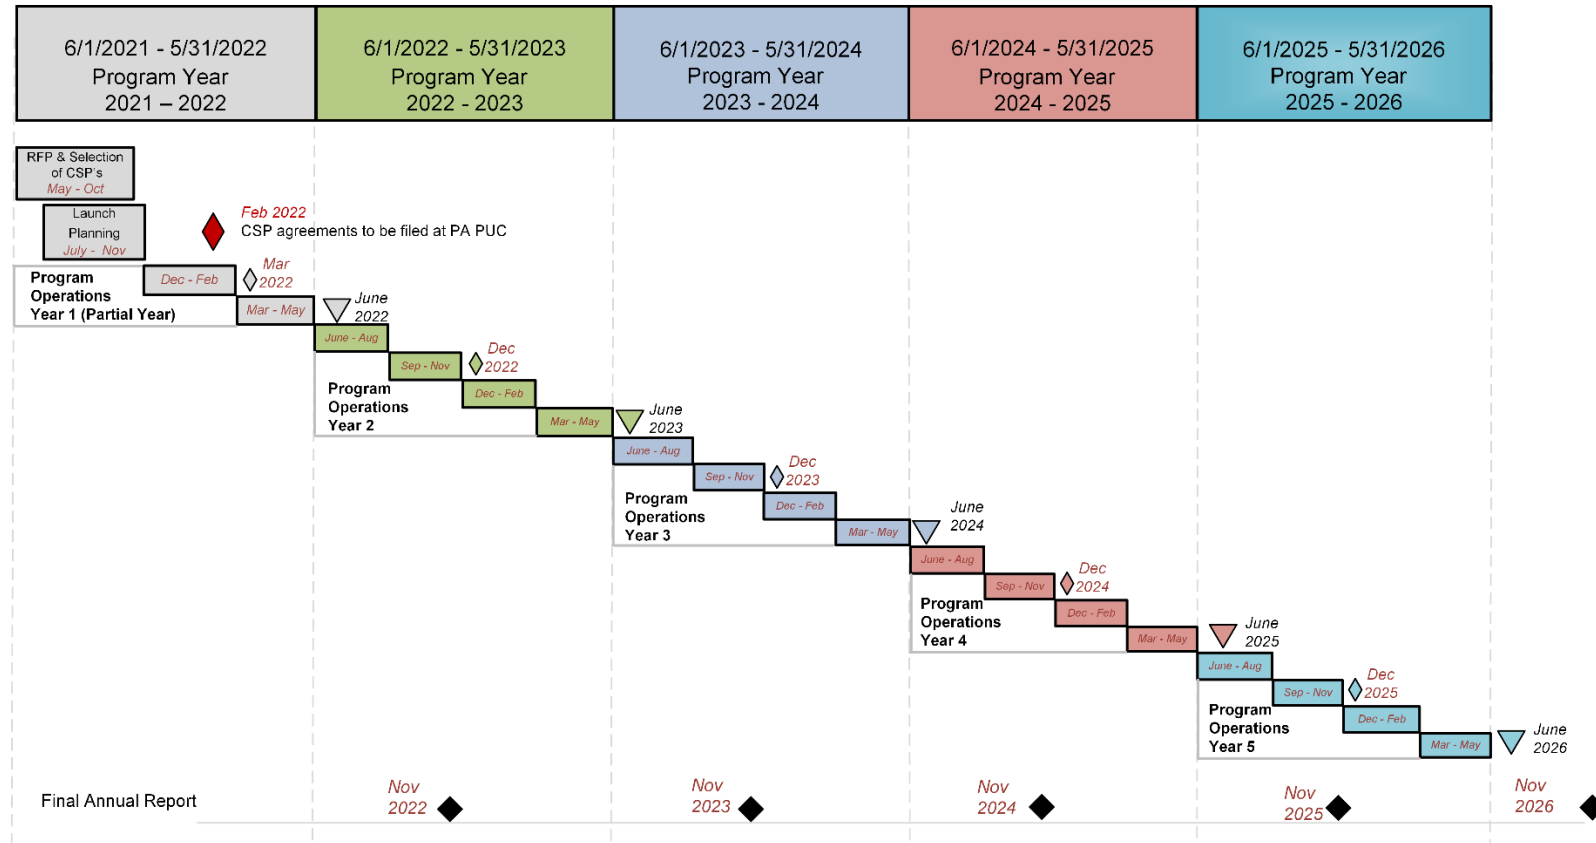 6/1/2021 - 5/31/2022
Program Year
2021 – 2022
6/1/2022 - 5/31/2023
Program Year
2022 - 2023
6/1/2023 - 5/31/2024
Program Year
2023 - 2024
6/1/2024 - 5/31/2025
Program Year
2024 - 2025
6/1/2025 - 5/31/2026
Program Year
2025 - 2026
RFP & Selection
of CSP's
May - Oct
Launch
Planning
July - Nov
Feb 2022
CSP agreements to be filed at PA PUC
Program
Operations
Year 1 (Partial Year)
Dec - Feb
Mar
2022
Mar - May
June
2022
June - Aug
Sep - Nov
Dec
2022
Program
Operations
Year 2
Dec - Feb
Mar - May
June
2023
June - Aug
Sep - Nov
Dec
2023
Program
Operations
Year 3
Dec - Feb
Mar - May
June
2024
June - Aug
Sep - Nov
Dec
2024
Program
Operations
Year 4
Dec - Feb
Mar - May
June
2025
June - Aug
Sep - Nov
Dec
2025
Program
Operations
Year 5
Dec - Feb
Mar - May
June
2026
Final Annual Report
Nov
2022
Nov
2023
Nov
2024
Nov
2025
Nov
2026